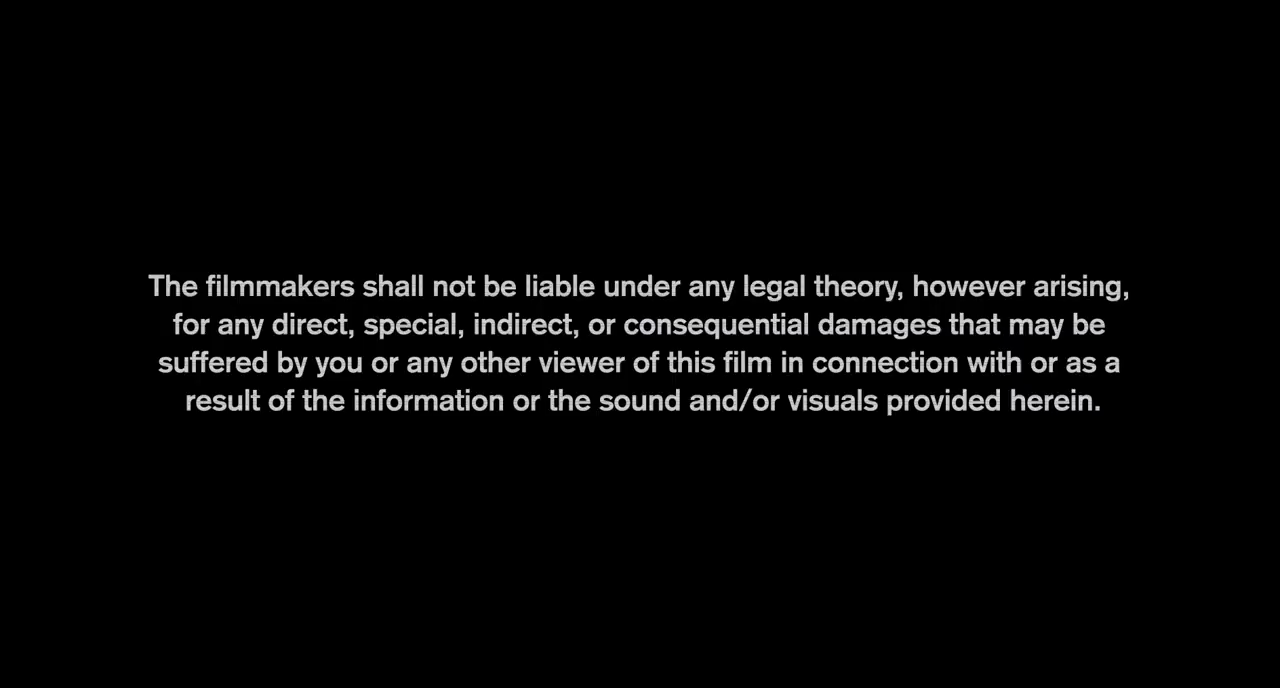 The filmmakers shall not be liable under any legal theory, however arising,
for any direct, special, indirect, or consequential damages that may be
suffered by you or any other viewer of this film in connection with or as a
result of the information or the sound and/or visuals provided herein.